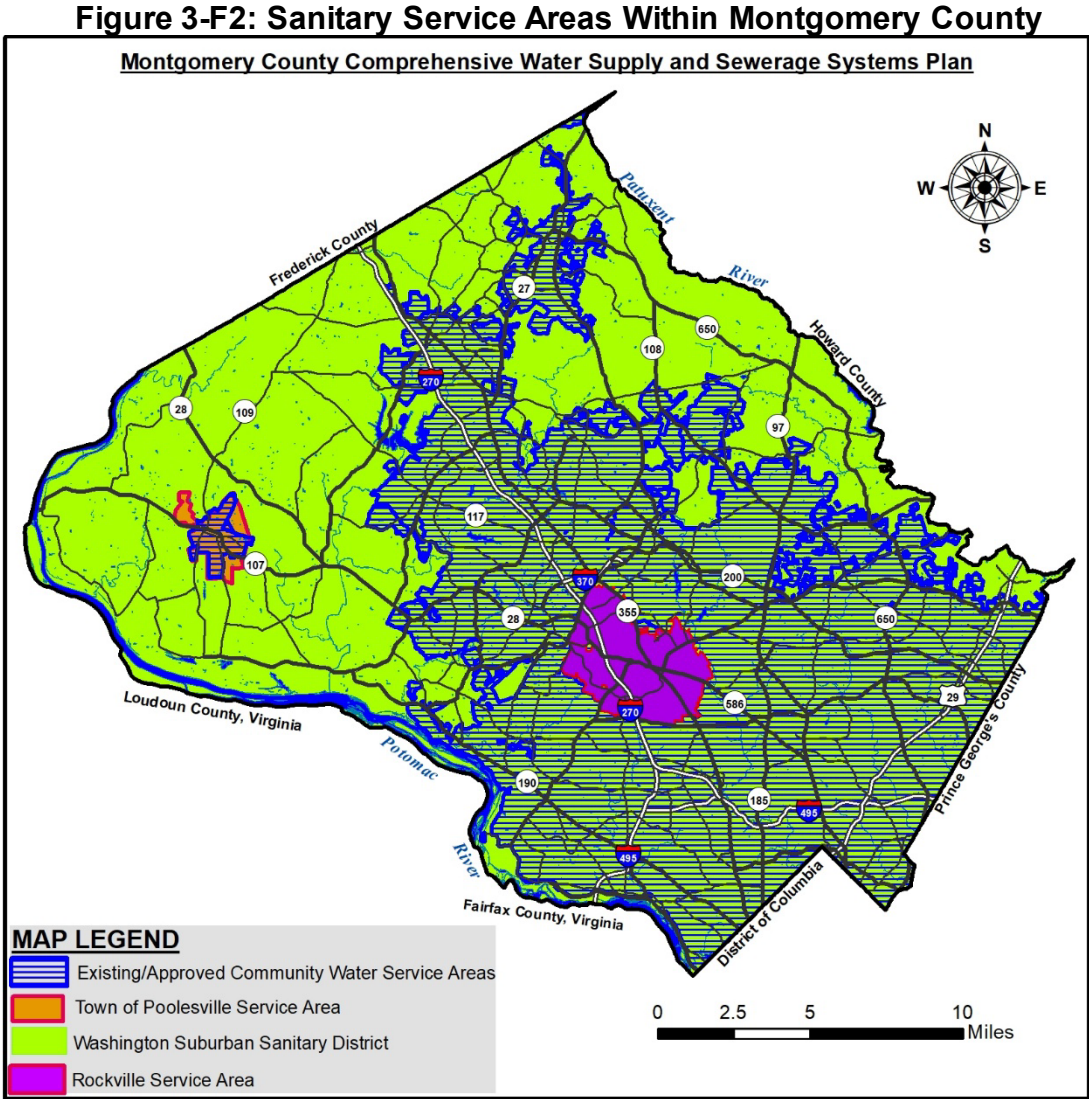 Figure 3-F2: Sanitary Service Areas Within Montgomery County
Montgomery County Comprehensive Water Supply and Sewerage Systems Plan
N
W E
S
Patuxent
River
Frederick County
Howard County
27
650
108
270
28
109
97
117
107
370
200
355
28
650
270
586
29
Loudoun County, Virginia
Potomac
190
185
495
Prince George's County
River
495
Fairfax County, Virginia
District of Columbia
MAP LEGEND
Existing/Approved Community Water Service Areas
Town of Poolesville Service Area
Washington Suburban Sanitary District
Rockville Service Area
0 2.5 5 10
Miles